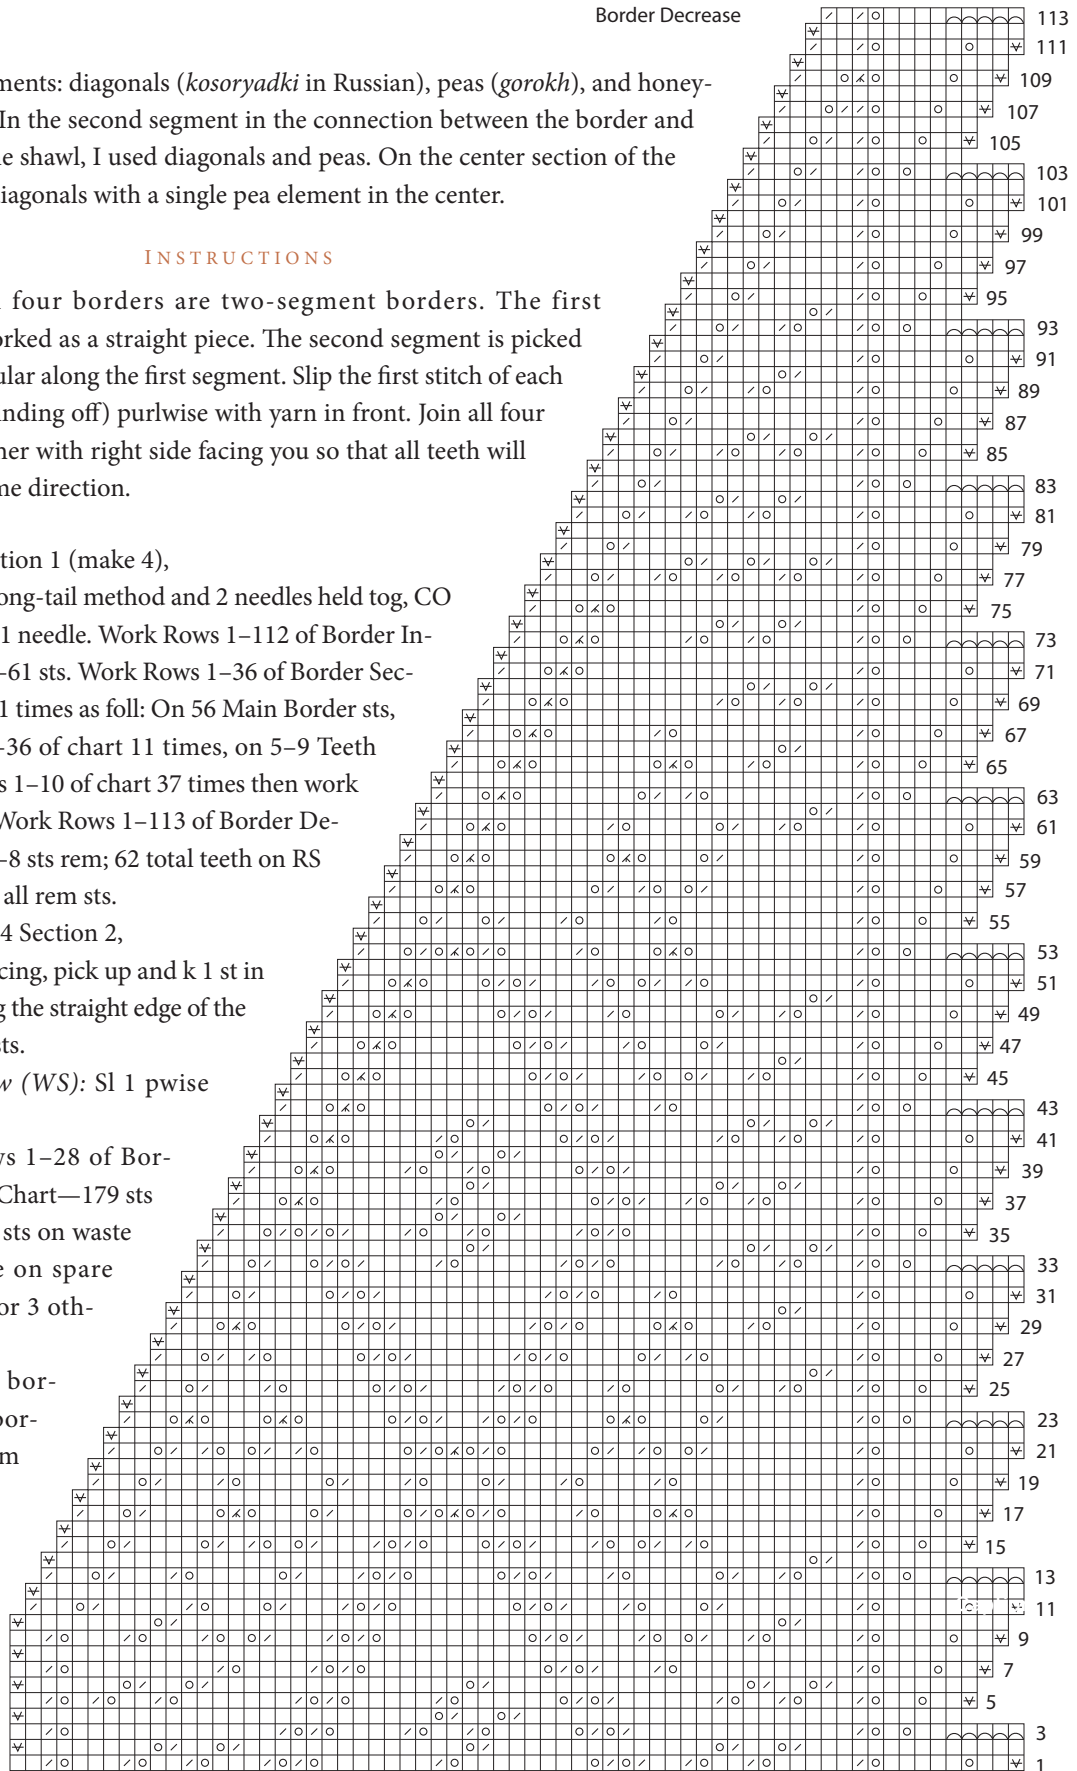 Border Decrease
ments: diagonals (kosoryadki in Russian), peas (gorokh), and honey-
In the second segment in the connection between the border and
e shawl, I used diagonals and peas. On the center section of the
iagonals with a single pea element in the center.
INSTRUCTIONS
four borders are two-segment borders. The first
orked as a straight piece. The second segment is picked
ular along the first segment. Slip the first stitch of each
nding off) purlwise with yarn in front. Join all four
her with right side facing you so that all teeth will
me direction.
tion 1 (make 4),
ong-tail method and 2 needles held tog, CO
1 needle. Work Rows 1–112 of Border In-
–61 sts. Work Rows 1–36 of Border Sec-
1 times as foll: On 56 Main Border sts,
–36 of chart 11 times, on 5–9 Teeth
s 1–10 of chart 37 times then work
Work Rows 1–113 of Border De-
–8 sts rem; 62 total teeth on RS
all rem sts.
4 Section 2,
cing, pick up and k 1 st in
g the straight edge of the
sts.
w (WS): Sl 1 pwise
ws 1–28 of Bor-
Chart—179 sts
sts on waste
e on spare
or 3 oth-
bor-
bor-
m
113
111
109
107
105
103
101
99
97
95
93
91
89
87
85
83
81
79
77
75
73
71
69
67
65
63
61
59
57
55
53
51
49
47
45
43
41
39
37
35
33
31
29
27
25
23
21
19
17
15
13
11
9
7
5
3
1